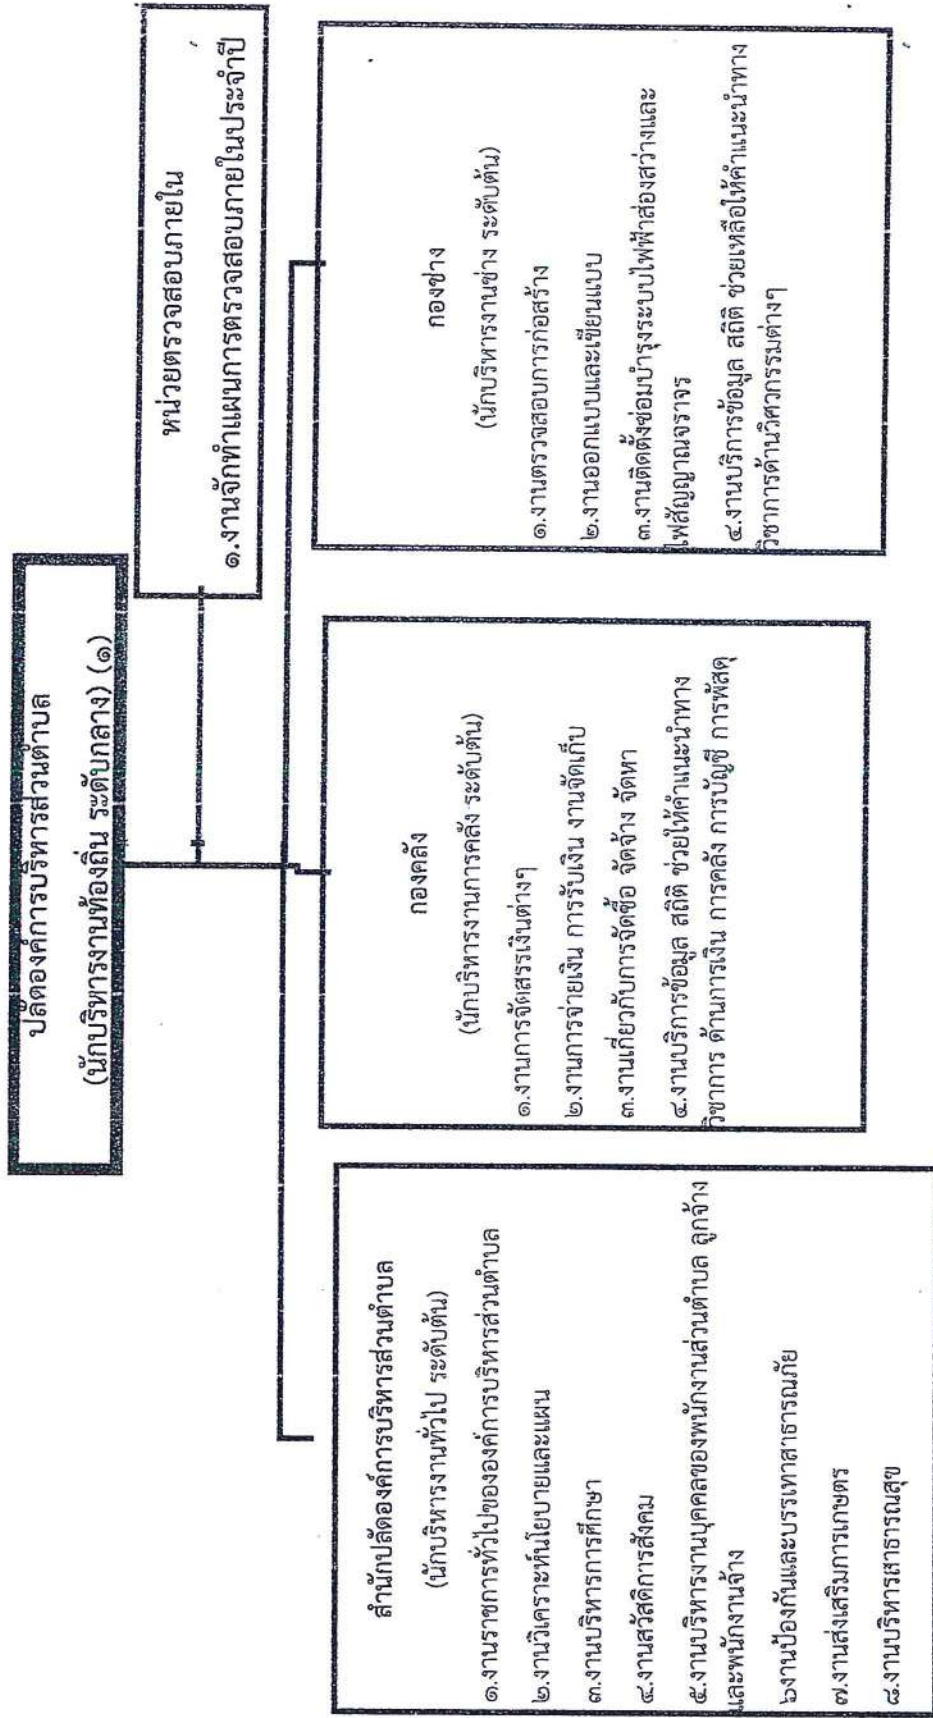 ปลัดองค์การบริหารส่วนตำบล
(นักบริหารงานท้องถิ่น ระดับกลาง) (๑)
หน่วยตรวจสอบภายใน
๑.งานจักทำแผนการตรวจสอบภายในประจำปี
สำนักปลัดองค์การบริหารส่วนตำบล
(นักบริหารงานทั่วไป ระดับต้น)
๑.งานราชการทั่วไปขององค์การบริหารส่วนตำบล
๒.งานวิเคราะห์นโยบายและแผน
๓.งานบริหารการศึกษา
๔.งานสวัสดิการสังคม
๕.งานบริหารงานบุคคลของพนักงานส่วนตำบล ลูกจ้าง
และพนักงานจ้าง
๖งานป้องกันและบรรเทาสาธารณภัย
๗.งานส่งเสริมการเกษตร
๘.งานบริหารสาธารณสุข
กองคลัง
(นักบริหารงานการคลัง ระดับต้น)
๑.งานการจัดสรรเงินต่างๆ
๒.งานการจ่ายเงิน การรับเงิน งานจัดเก็บ
๓.งานเกี่ยวกับการจัดซื้อ จัดจ้าง จัดหา
๔.งานบริการข้อมูล สถิติ ช่วยให้คำแนะนำทาง
วิชาการ ด้านการเงิน การคลัง การบัญชี การพัสดุ
กองช่าง
(นักบริหารงานช่าง ระดับต้น)
๑.งานตรวจสอบการก่อสร้าง
๒.งานออกแบบและเขียนแบบ
๓.งานติดตั้งซ่อมบำรุงระบบไฟฟ้าส่องสว่างและ
ไฟสัญญาณจราจร
๔.งานบริการข้อมูล สถิติ ช่วยเหลือให้คำแนะนำทาง
วิชาการด้านวิศวกรรมต่างๆ